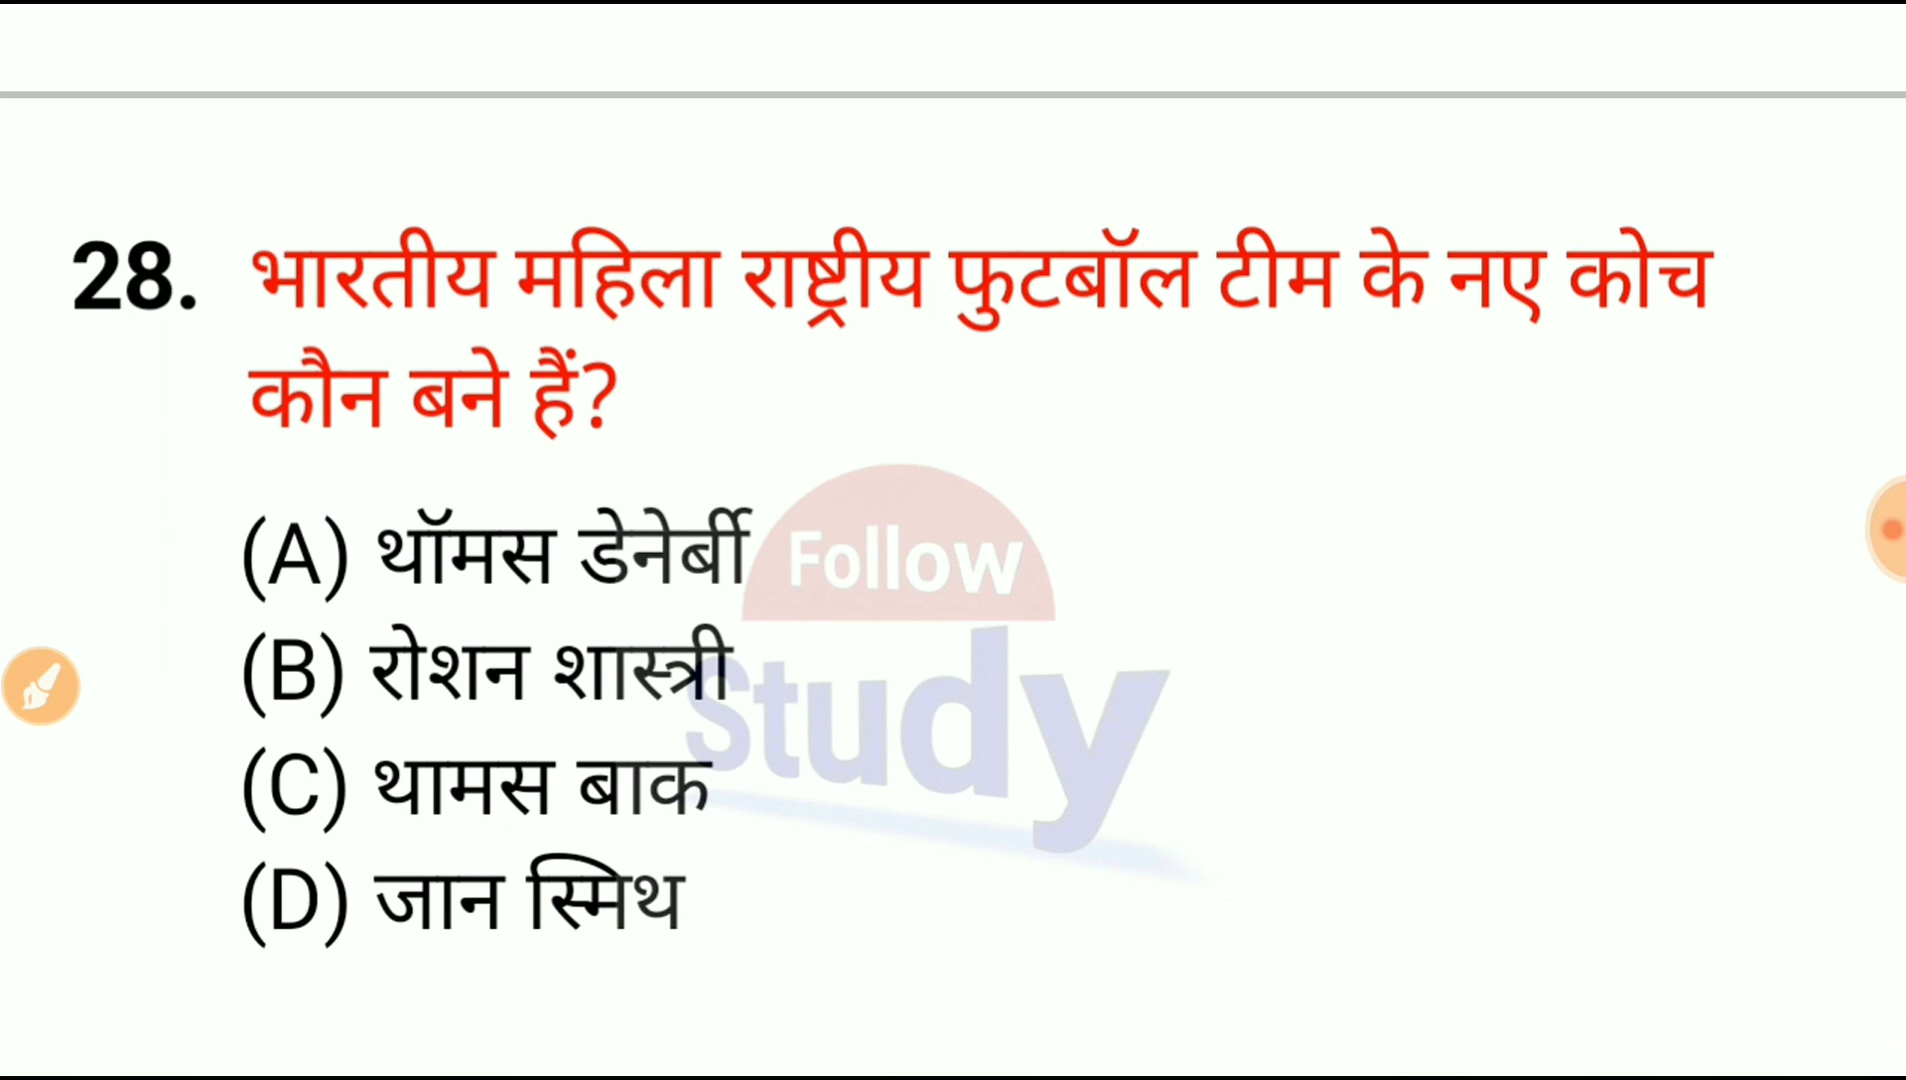 28. भारतीय महिला राष्ट्रीय फुटबॉल टीम के नए कोच
कौन बने हैं?
(A) थॉमस डेनेर्बी
(B) रोशन शास्त्री
(C) थामस बाक
(D) जान स्मिथ
Follow
Study